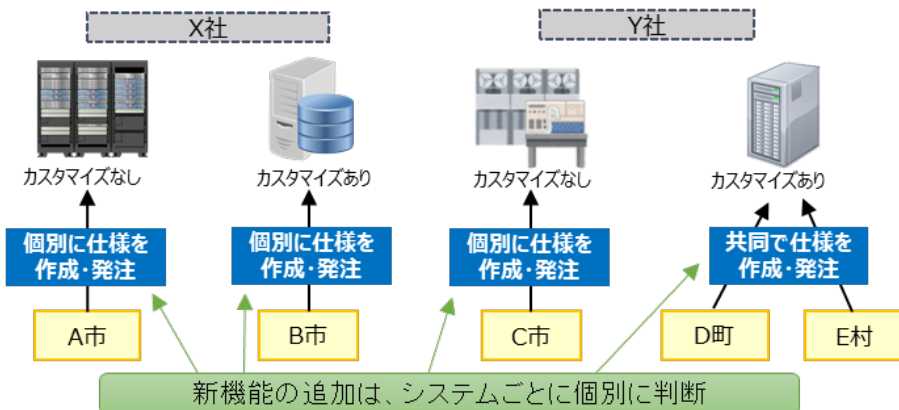 X社
Y社
カスタマイズなし
カスタマイズあり
カスタマイズなし
カスタマイズあり
個別に仕様を
作成・発注
個別に仕様を
作成・発注
個別に仕様を
作成・発注
共同で仕様を
作成・発注
A市
B市
C市
D町
E村
新機能の追加は、システムごとに個別に判断